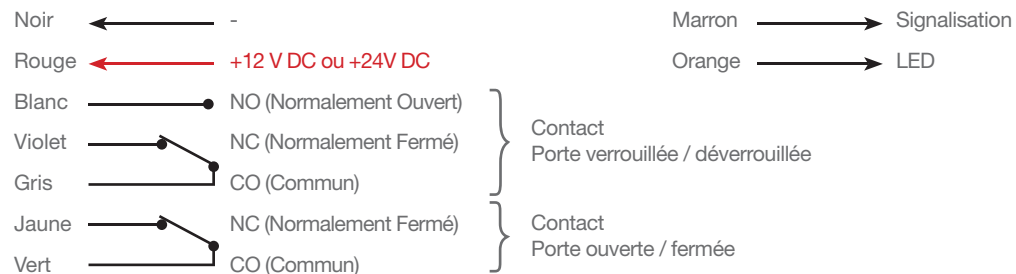 Noir -
Rouge +12 V DC ou +24V DC
Blanc NO (Normalement Ouvert)
Violet NC (Normalement Fermé)
Gris CO (Commun)
Contact
Porte verrouillée / déverrouillée
Jaune NC (Normalement Fermé)
Vert CO (Commun)
Contact
Porte ouverte / fermée
Marron Signalisation
Orange LED